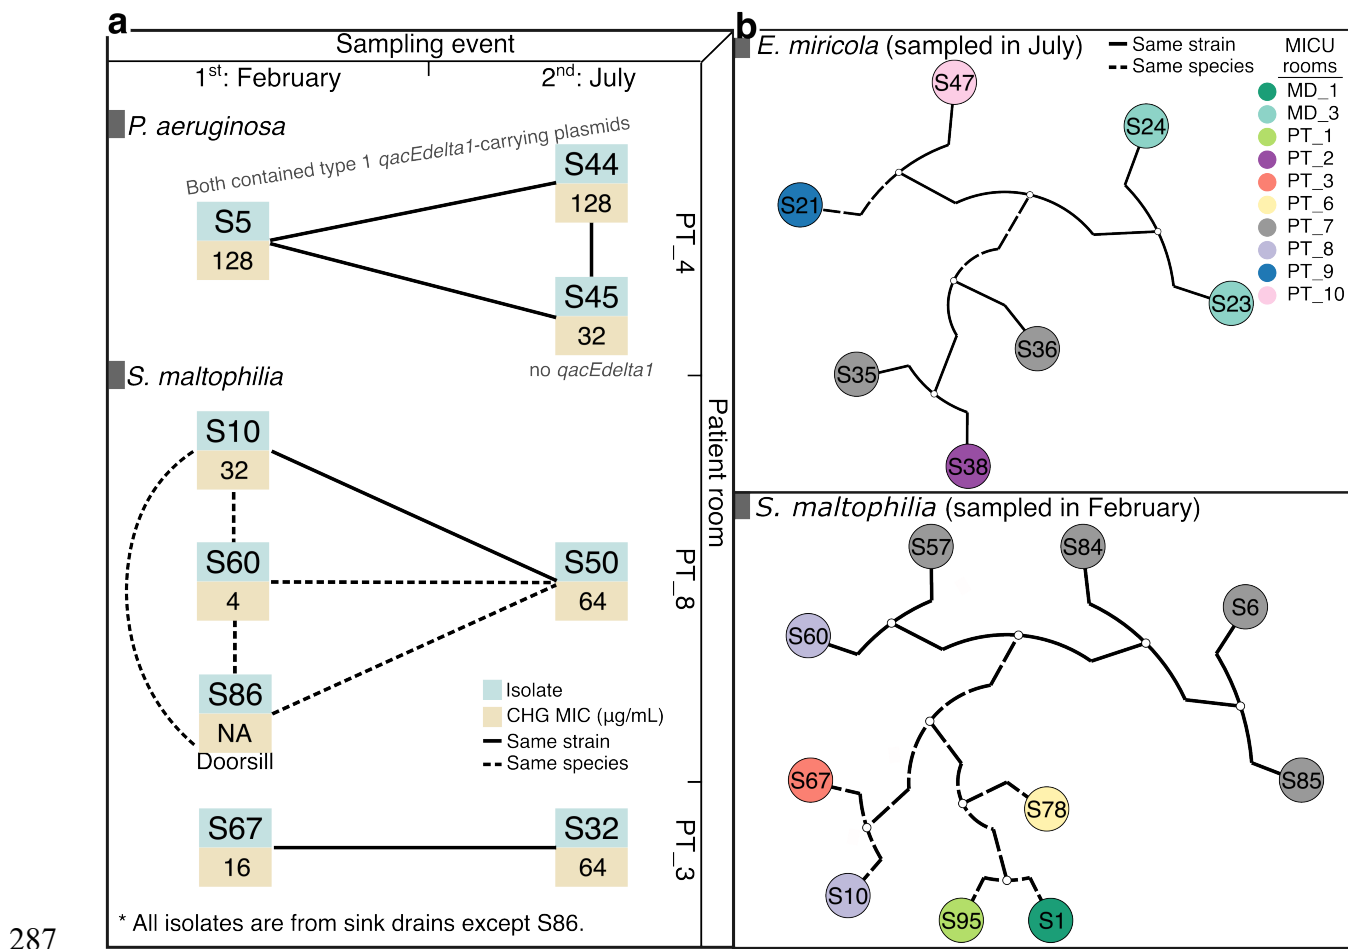 a
Sampling event
1st: February
2nd: July
P. aeruginosa
Both contained type 1 qacEdelta1-carrying plasmids
S44
128
S5
128
S45
32
no qacEdelta1
PT_4
S. maltophilia
S10
32
S60
4
S50
64
S86
NA
Doorsill
PT_8
Patient room
Isolate
CHG MIC (µg/mL)
Same strain
Same species
S67
16
S32
64
PT_3
* All isolates are from sink drains except S86.
287
b
E. miricola (sampled in July)
Same strain
Same species
MICU
rooms
MD_1
MD_3
PT_1
PT_2
PT_3
PT_6
PT_7
PT_8
PT_9
PT_10
S47
S24
S21
S23
S36
S35
S38
S. maltophilia (sampled in February)
S57
S84
S6
S60
S67
S78
S85
S10
S95
S1